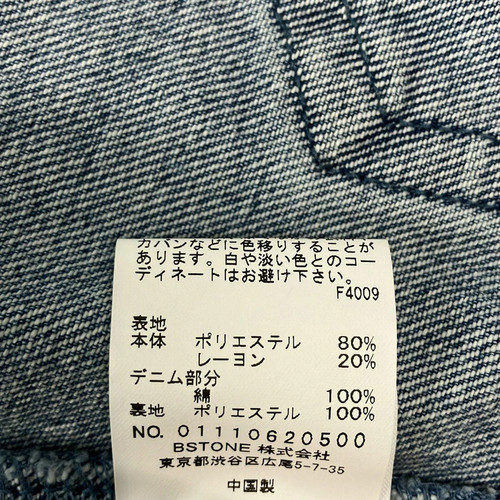 カバンなどに色移りすることが
あります。白や淡い色とのコー
ディネートはお避け下さい。
F4009
表地
本体 ポリエステル 80%
レーヨン 20%
デニム部分
綿 100%
裏地 ポリエステル 100%
NO. 01110620500
BSTONE 株式会社
東京都渋谷区広尾5-7-35
中国製